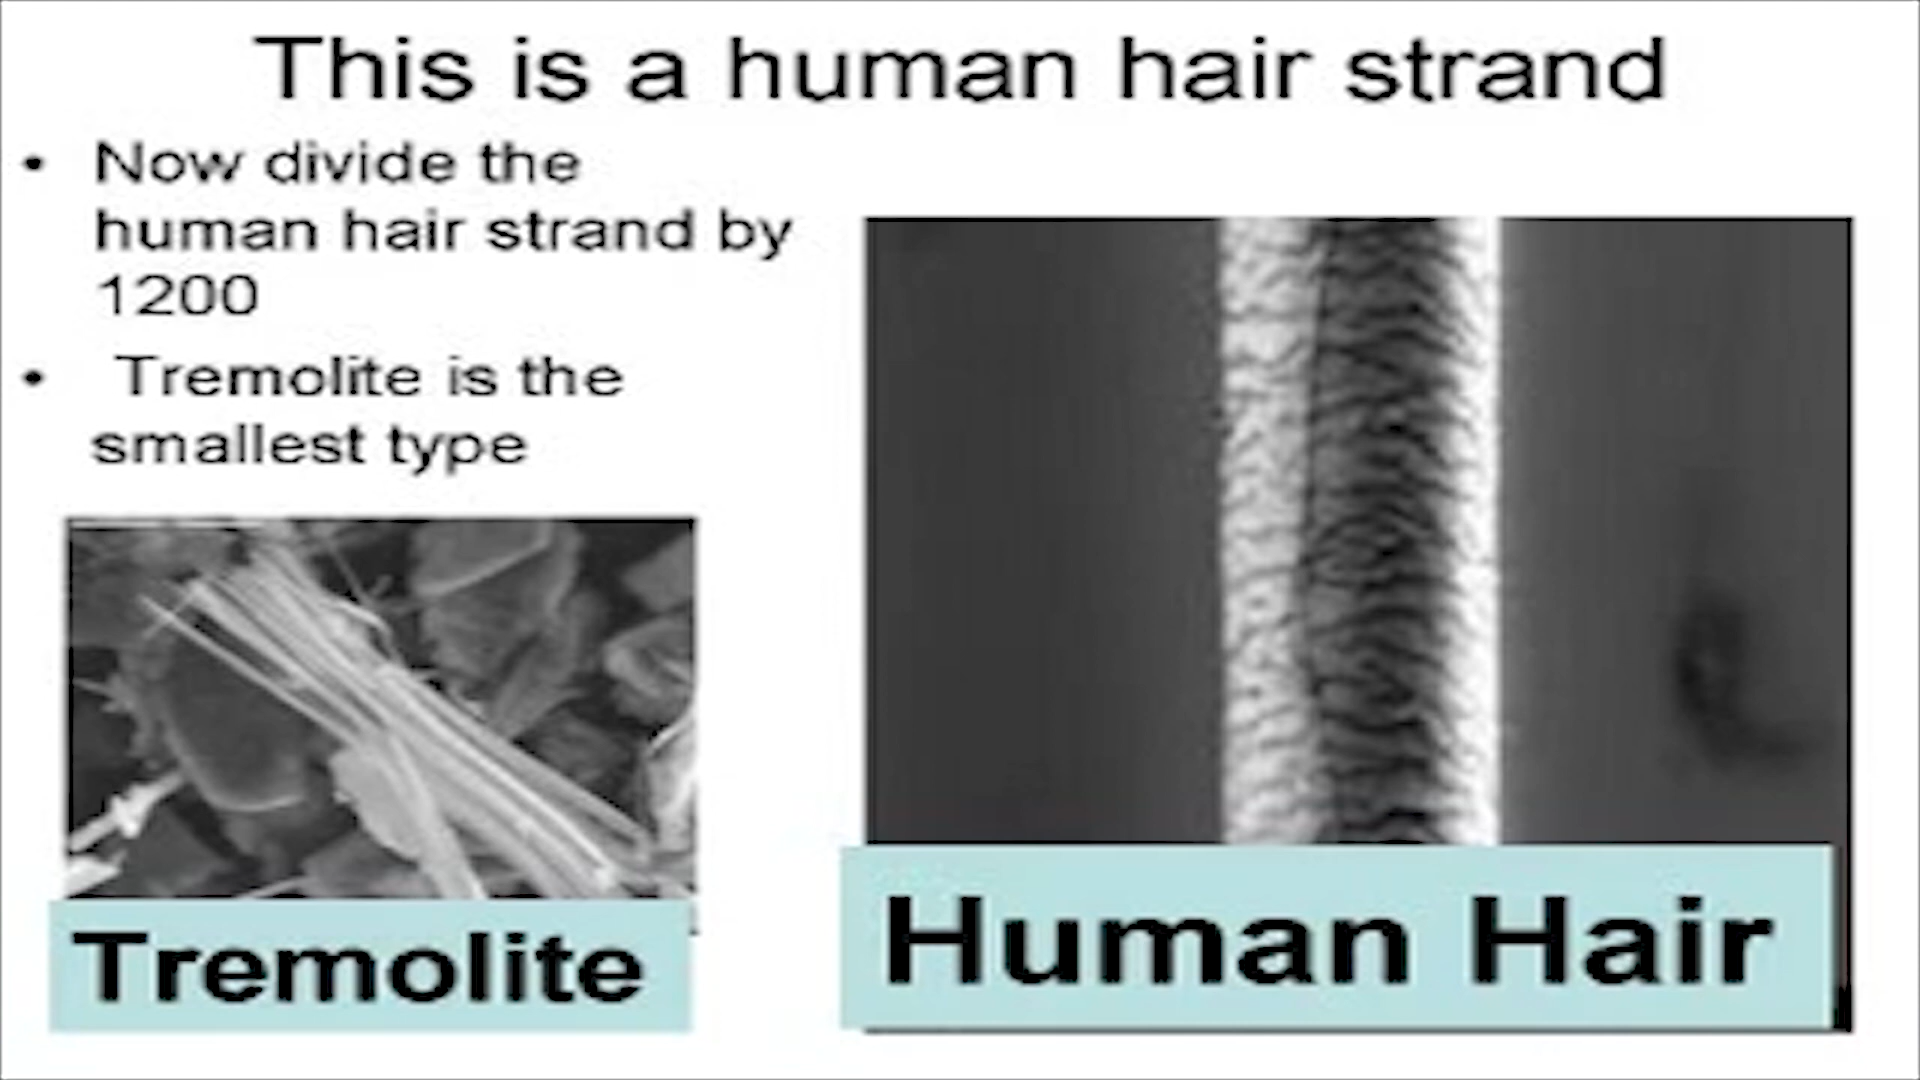 This is a human hair strand
• Now divide the
human hair strand by
1200
• Tremolite is the
smallest type
Tremolite
Human Hair